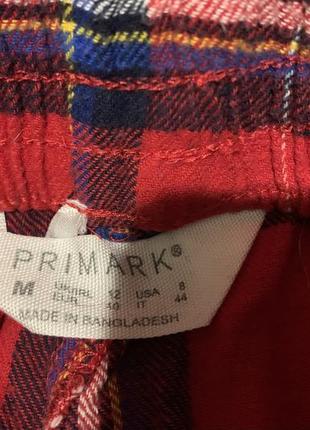 PRIMARK®
M UK/IRL 12 USA 8
EUR 40 IT 44
MADE IN BANGLADESH